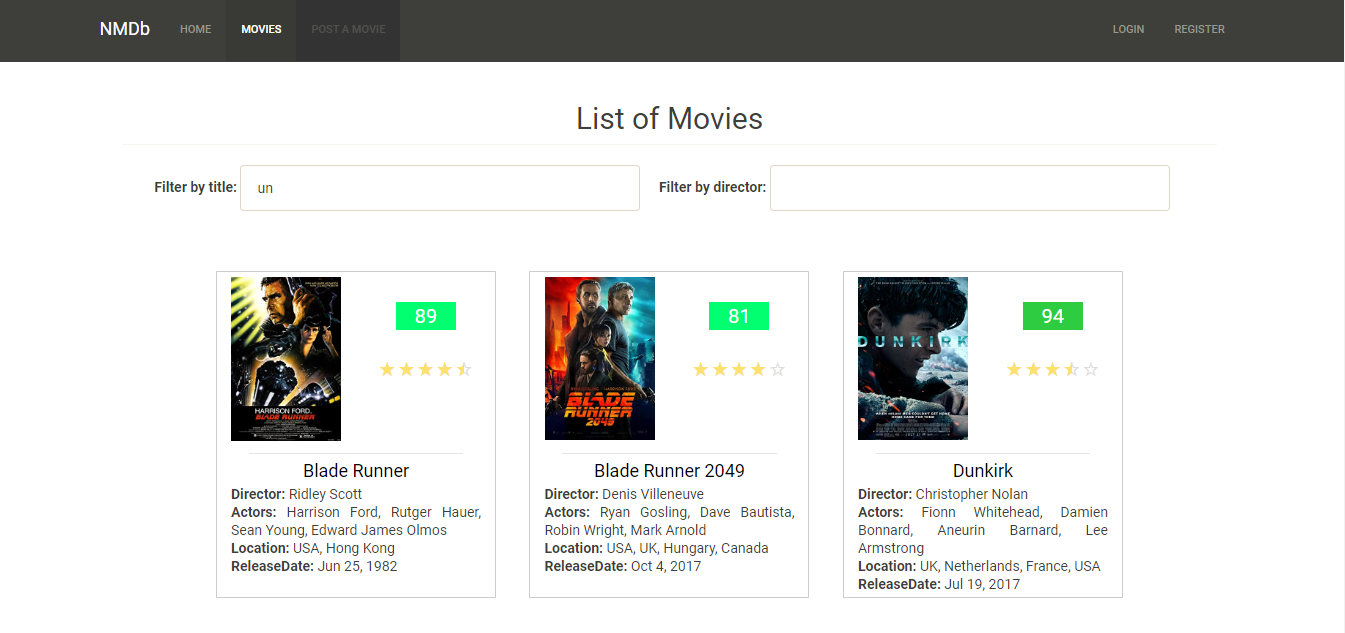 NMDb HOME MOVIES POST A MOVIE LOGIN REGISTER
List of Movies
Filter by title: un Filter by director:
89
HARRISON FORD.
BLADE RUNNER
Blade Runner
Director: Ridley Scott
Actors: Harrison Ford, Rutger Hauer,
Sean Young, Edward James Olmos
Location: USA, Hong Kong
ReleaseDate: Jun 25, 1982
81
BLADE
RUNNER
2049
Blade Runner 2049
Director: Denis Villeneuve
Actors: Ryan Gosling, Dave Bautista,
Robin Wright, Mark Arnold
Location: USA, UK, Hungary, Canada
ReleaseDate: Oct 4, 2017
94
DUNKIRK
Dunkirk
Director: Christopher Nolan
Actors: Fionn Whitehead, Damien
Bonnard, Aneurin Barnard, Lee
Armstrong
Location: UK, Netherlands, France, USA
ReleaseDate: Jul 19, 2017